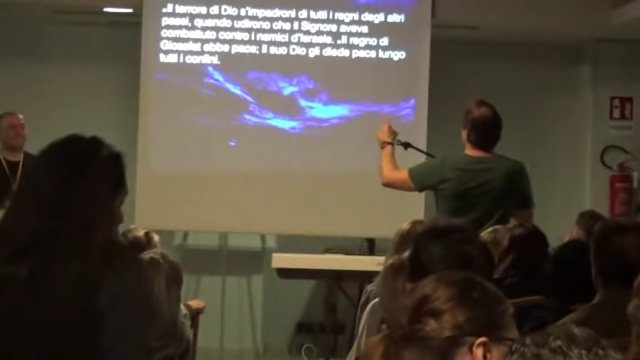 „Il terrore di Dio s'impadronì di tutti i regni degli altri
paesi, quando udirono che il Signore aveva
combattuto contro i nemici d'Israele. „Il regno di
Giosafat ebbe pace; il suo Dio gli diede pace lungo
tutti i confini.